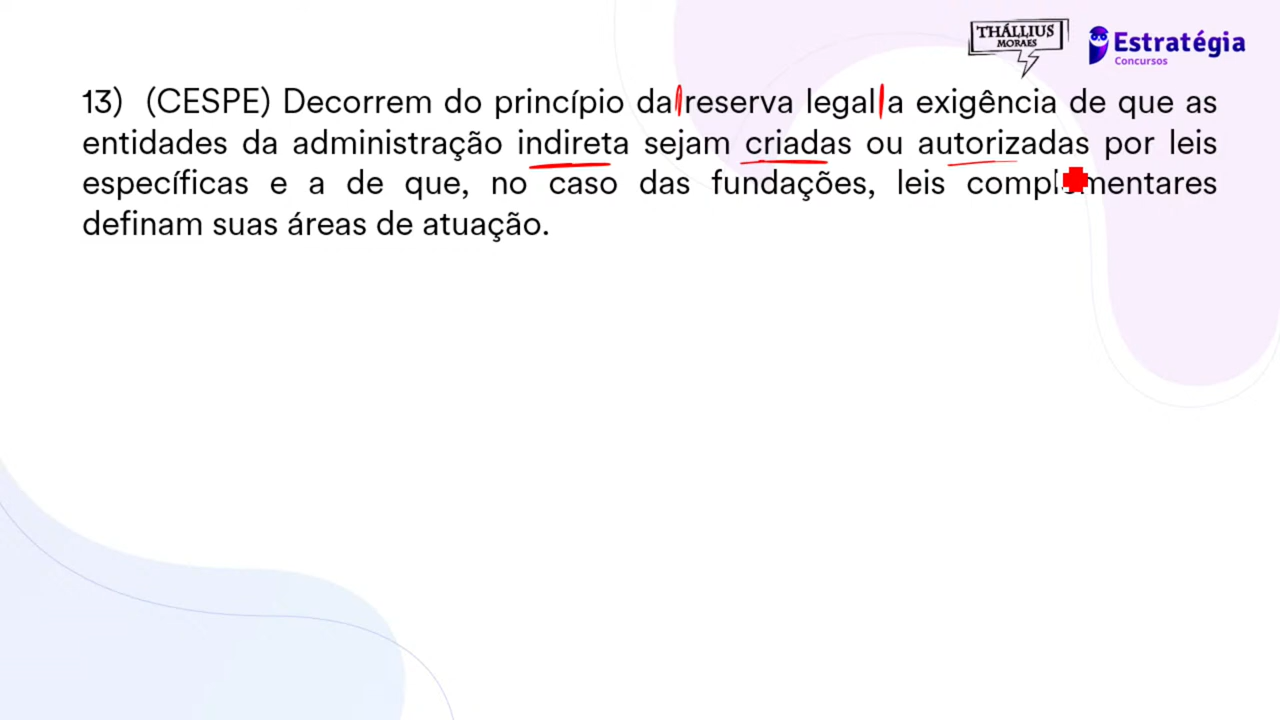 THÁLLIUS
MORAES
Estratégia
Concursos
13) (CESPE) Decorrem do princípio da reserva legal a exigência de que as
entidades da administração indireta sejam criadas ou autorizadas por leis
específicas e a de que, no caso das fundações, leis complementares
definam suas áreas de atuação.